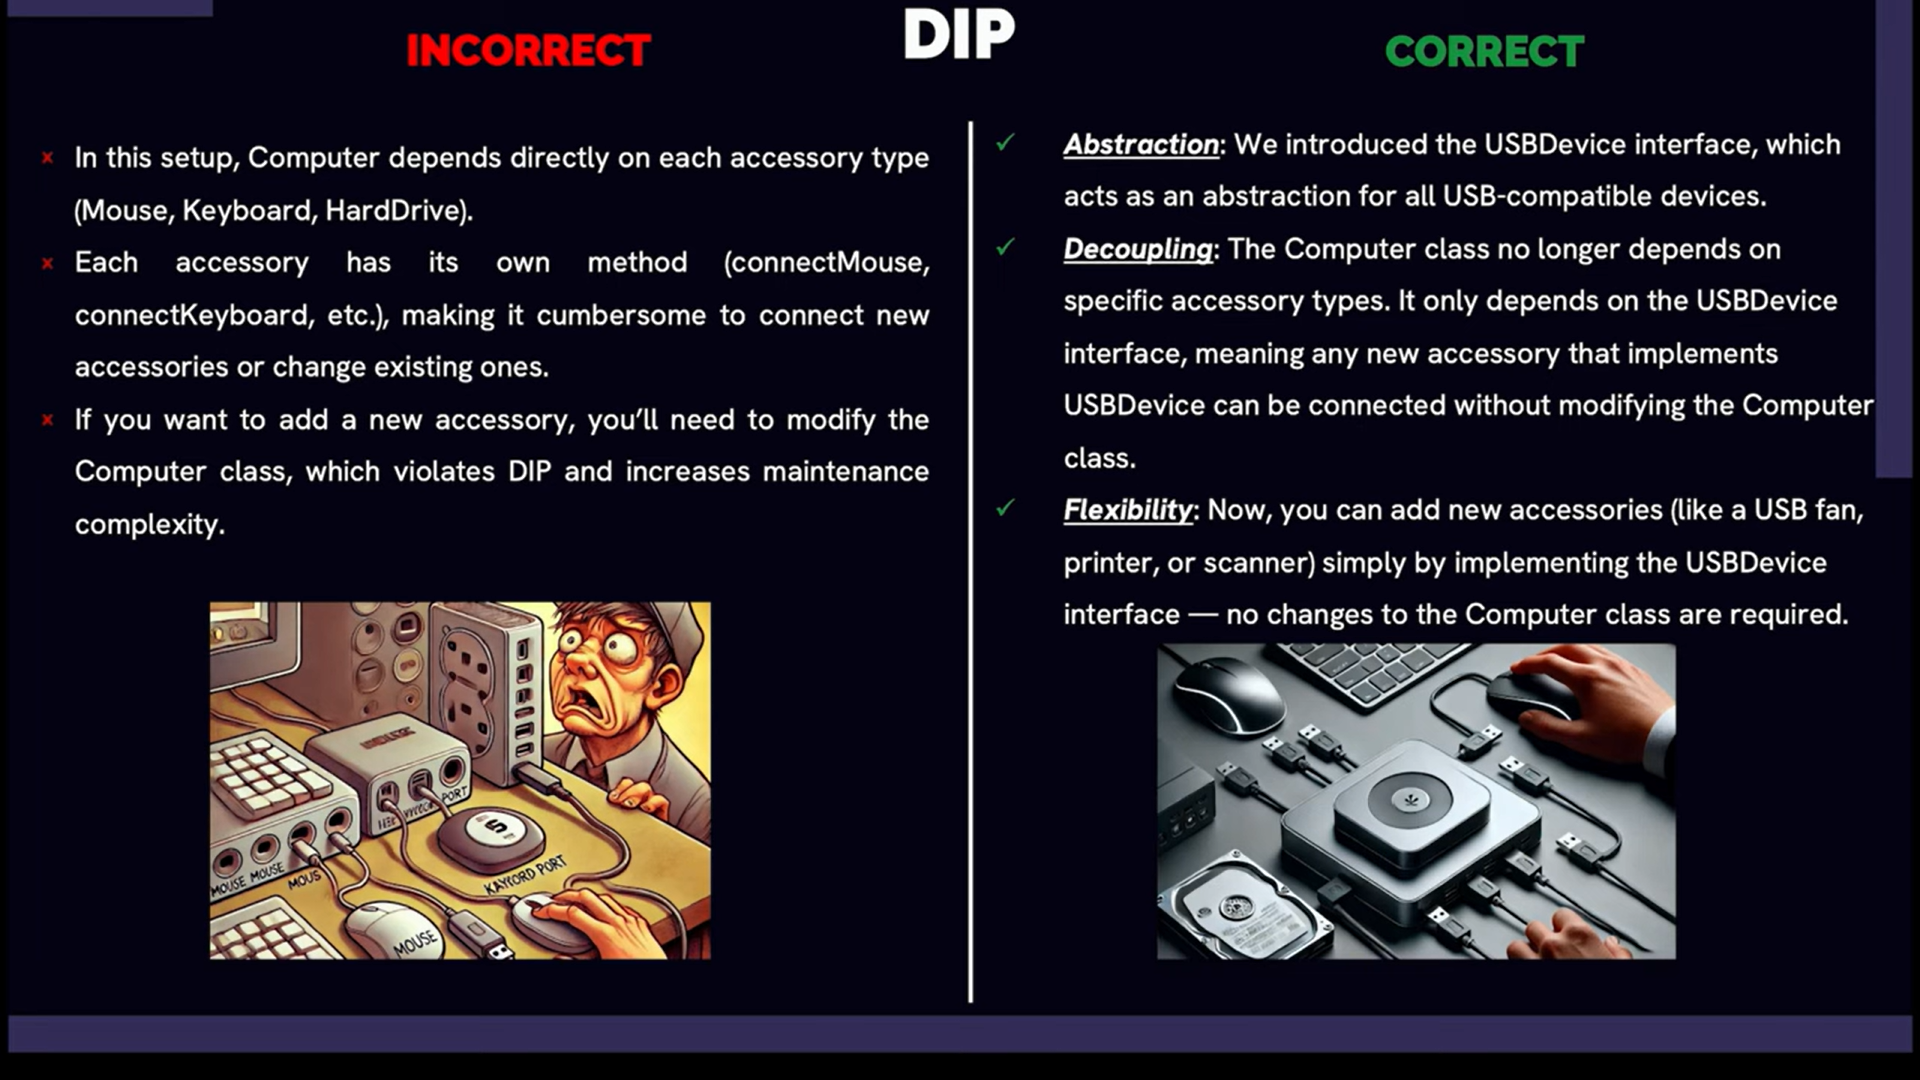 DIP
INCORRECT
In this setup, Computer depends directly on each accessory type
(Mouse, Keyboard, HardDrive).
Each accessory has its own method (connectMouse,
connectKeyboard, etc.), making it cumbersome to connect new
accessories or change existing ones.
If you want to add a new accessory, you’ll need to modify the
Computer class, which violates DIP and increases maintenance
complexity.
PORT
5
MOUSE MOUSE
MOUS
KAYCORD PORT
MOUSE
CORRECT
Abstraction: We introduced the USBDevice interface, which
acts as an abstraction for all USB-compatible devices.
Decoupling: The Computer class no longer depends on
specific accessory types. It only depends on the USBDevice
interface, meaning any new accessory that implements
USBDevice can be connected without modifying the Computer
class.
Flexibility: Now, you can add new accessories (like a USB fan,
printer, or scanner) simply by implementing the USBDevice
interface — no changes to the Computer class are required.